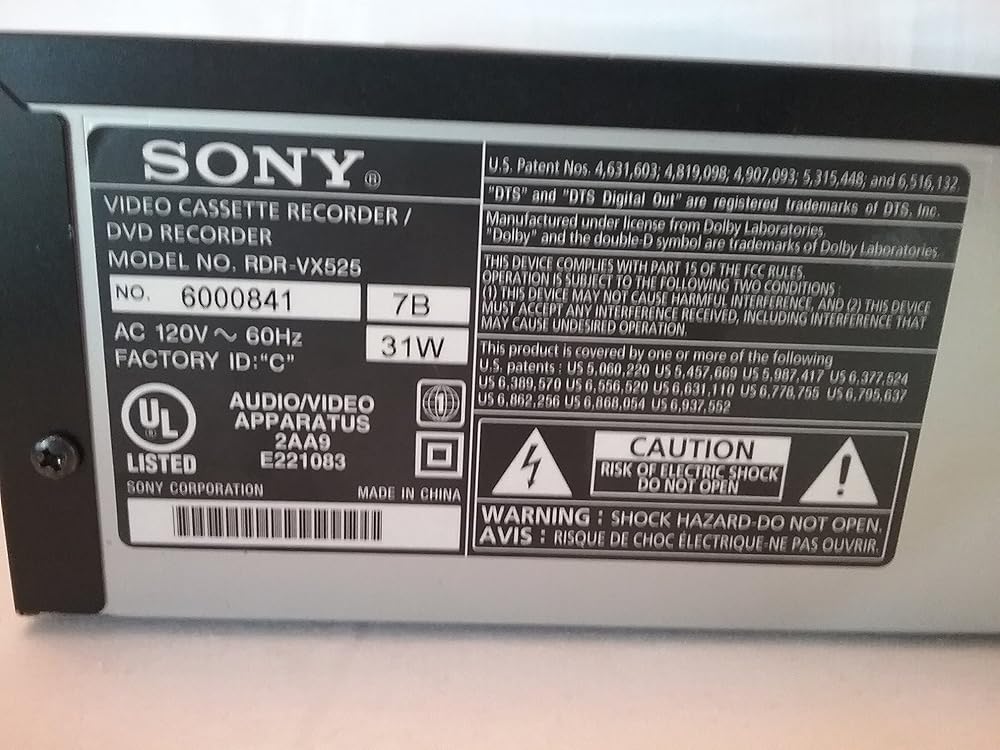 SONY®
VIDEO CASSETTE RECORDER /
DVD RECORDER
MODEL NO. RDR-VX525
NO. 6000841 7B
AC 120V ~ 60Hz 31W
FACTORY ID:"C"
UL
®
LISTED
AUDIO/VIDEO
APPARATUS
2AA9
E221083
1
SONY CORPORATION MADE IN CHINA
U.S. Patent Nos. 4,631,603; 4,819,098; 4,907,093; 5,315,448; and 6,516,132.
"DTS" and "DTS Digital Out" are registered trademarks of DTS, Inc.
Manufactured under license from Dolby Laboratories.
"Dolby" and the double-D symbol are trademarks of Dolby Laboratories.
THIS DEVICE COMPLIES WITH PART 15 OF THE FCC RULES.
OPERATION IS SUBJECT TO THE FOLLOWING TWO CONDITIONS :
(1) THIS DEVICE MAY NOT CAUSE HARMFUL INTERFERENCE, AND (2) THIS DEVICE
MUST ACCEPT ANY INTERFERENCE RECEIVED, INCLUDING INTERFERENCE THAT
MAY CAUSE UNDESIRED OPERATION.
This product is covered by one or more of the following
U.S. patents : US 5,060,220 US 5,457,669 US 5,987,417 US 6,377,524
US 6,389,570 US 6,556,520 US 6,631,110 US 6,778,755 US 6,795,637
US 6,862,256 US 6,868,054 US 6,937,552
CAUTION
RISK OF ELECTRIC SHOCK
DO NOT OPEN
!
WARNING : SHOCK HAZARD-DO NOT OPEN.
AVIS : RISQUE DE CHOC ÉLECTRIQUE-NE PAS OUVRIR.